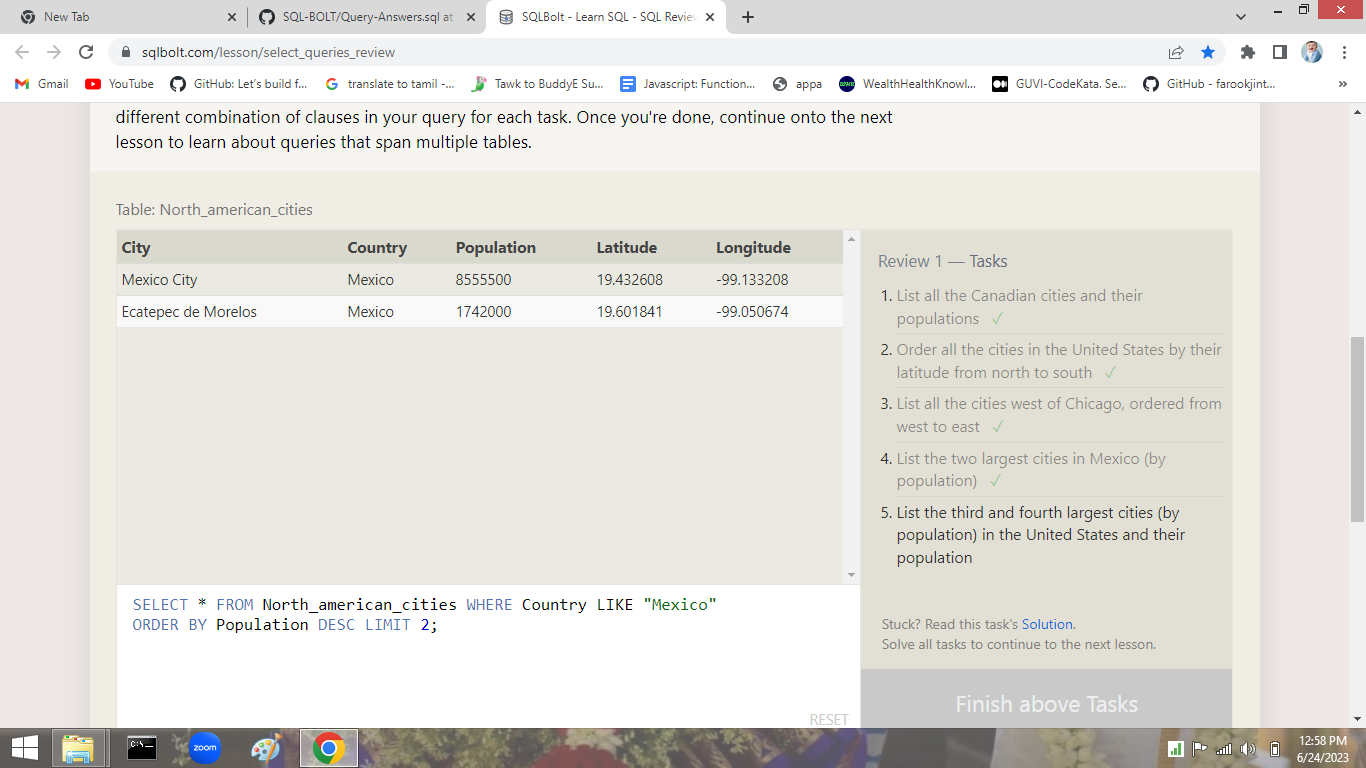 New Tab
SQL-BOLT/Query-Answers.sql at
SQLBolt - Learn SQL - SQL Review
sqlbolt.com/lesson/select_queries_review
Gmail
YouTube
GitHub: Let's build f...
translate to tamil -...
Tawk to BuddyE Su...
Javascript: Function...
appa
WealthHealthKnowl...
GUVI-CodeKata. Se...
GitHub - farookjint...
»
different combination of clauses in your query for each task. Once you're done, continue onto the next
lesson to learn about queries that span multiple tables.
Table: North_american_cities
City Country Population Latitude Longitude
Mexico City Mexico 8555500 19.432608 -99.133208
Ecatepec de Morelos Mexico 1742000 19.601841 -99.050674
SELECT * FROM North_american_cities WHERE Country LIKE "Mexico"
ORDER BY Population DESC LIMIT 2;
RESET
Review 1 — Tasks
1. List all the Canadian cities and their
populations ✓
2. Order all the cities in the United States by their
latitude from north to south ✓
3. List all the cities west of Chicago, ordered from
west to east ✓
4. List the two largest cities in Mexico (by
population) ✓
5. List the third and fourth largest cities (by
population) in the United States and their
population
Stuck? Read this task's Solution.
Solve all tasks to continue to the next lesson.
Finish above Tasks
C:\_
zoom
12:58 PM
6/24/2023